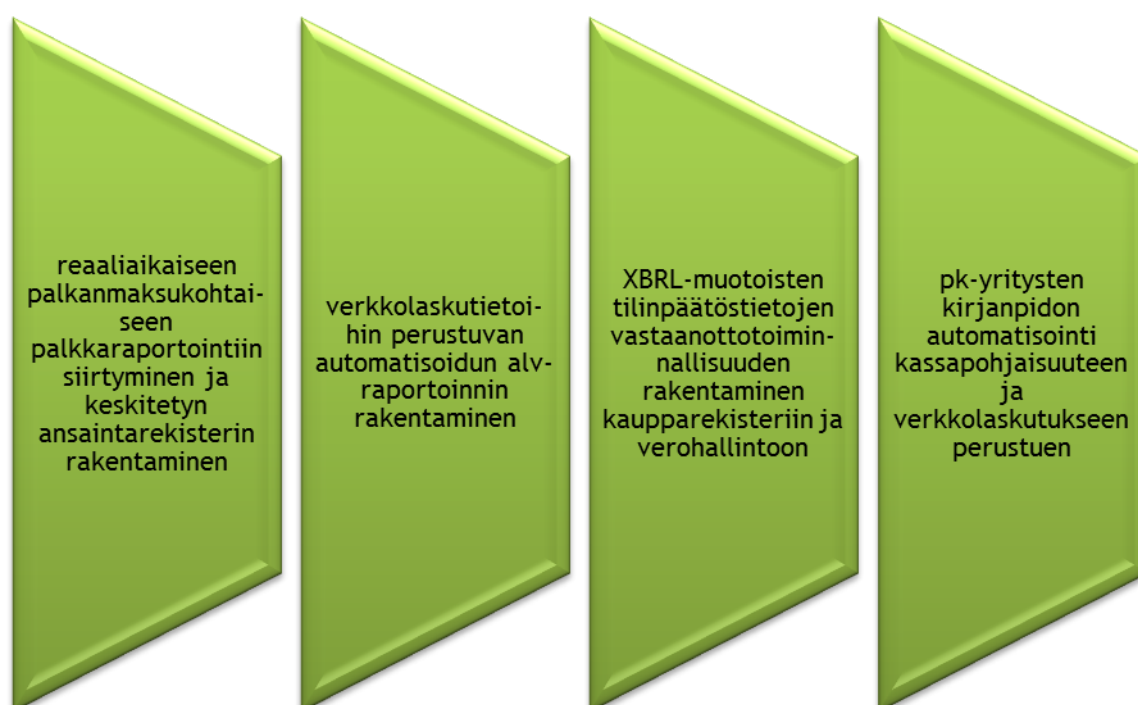 reaaliaikaiseen
palkanmaksukohtai-
seen
palkkaraportointiin
siirtyminen ja
keskitetyn
ansaintarekisterin
rakentaminen
verkkolaskutietoi-
hin perustuvan
automatisoidun alv-
raportoinnin
rakentaminen
XBRL-muotoisten
tilinpäätöstietojen
vastaanottotoimin-
nallisuuden
rakentaminen
kaupparekisteriin ja
verohallintoon
pk-yritysten
kirjanpidon
automatisointi
kassapohjaisuuteen
ja
verkkolaskutukseen
perustuen